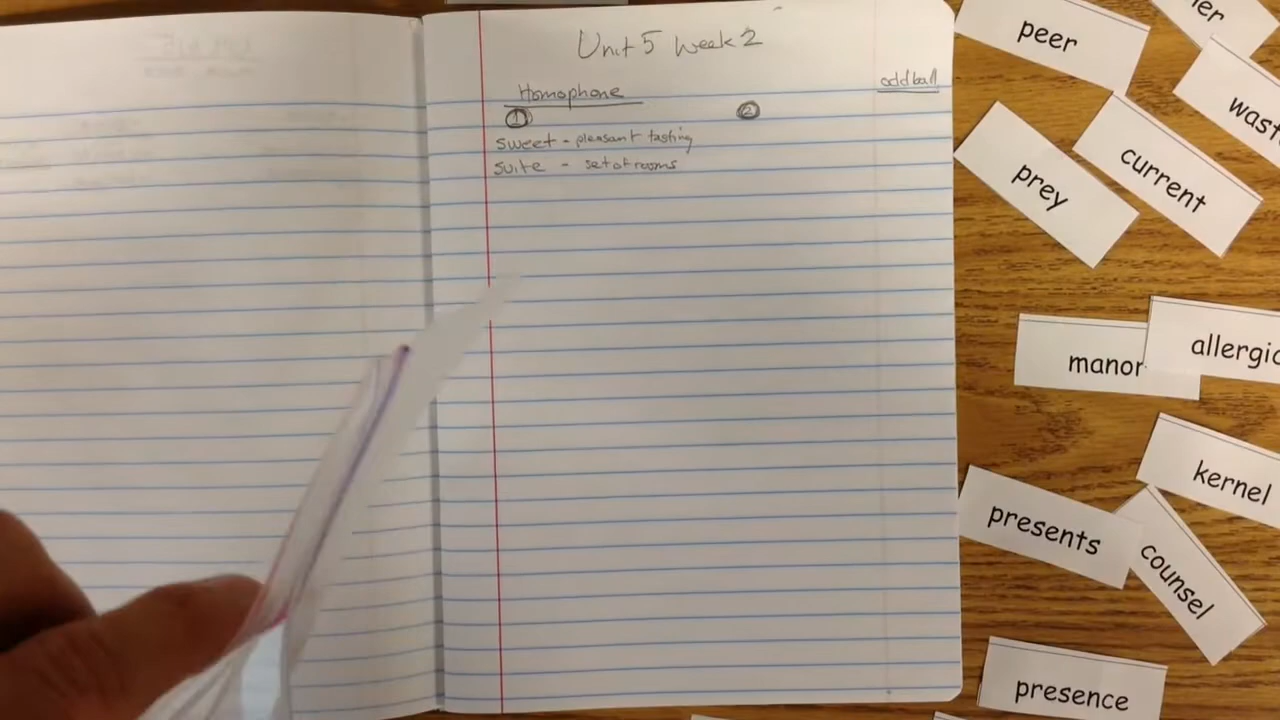 Unit 5 Week 2
Homophone
oddball
1
2
sweet - pleasant tasting
suite - set of rooms
peer
prey
current
manor
allergic
kernel
presents
counsel
presence